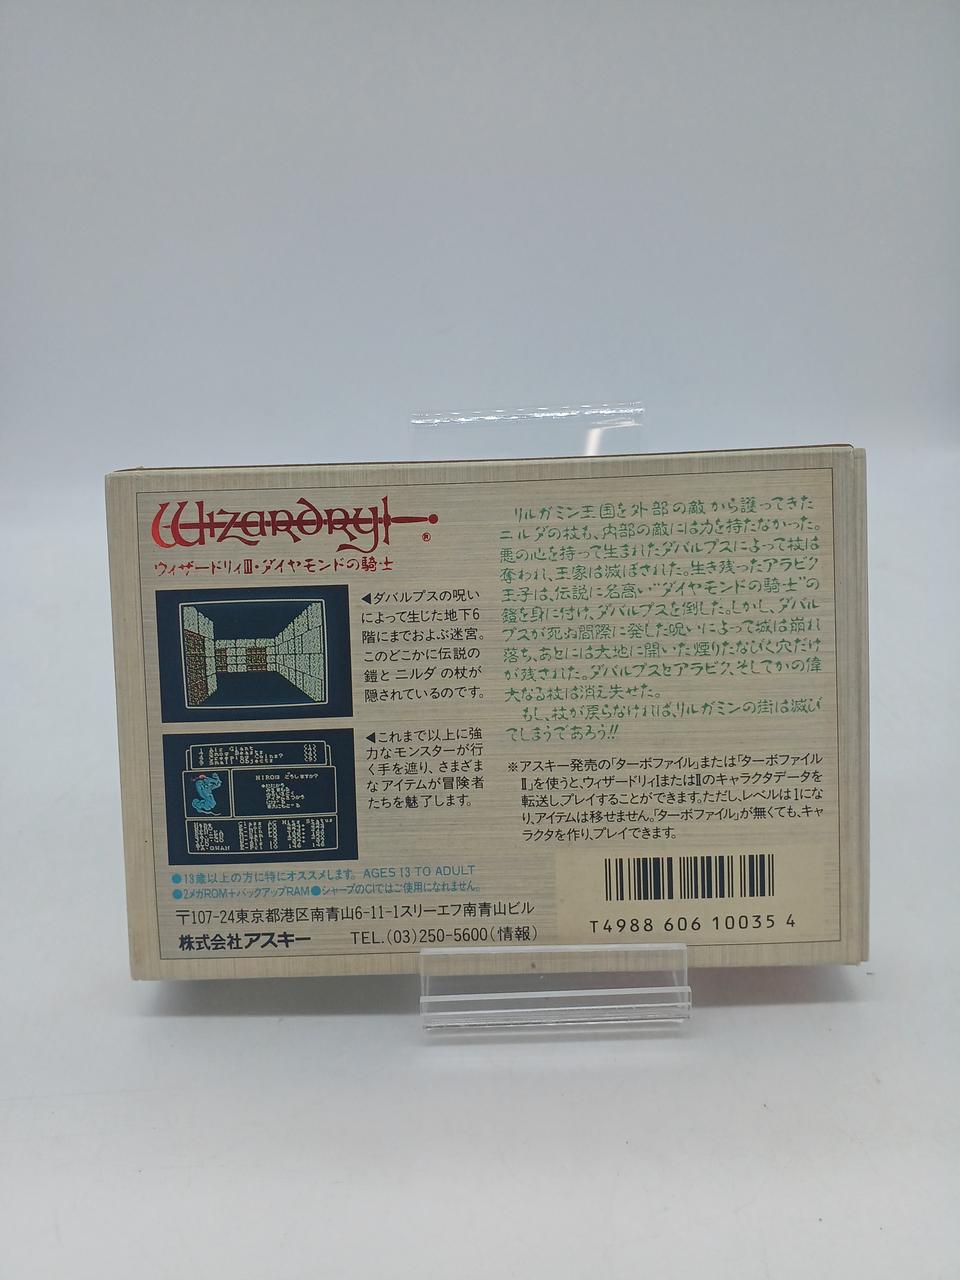 Wizardry®
ウィザードリィⅢ・ダイヤモンドの騎士
◀ダバルプスの呪い
によって生じた地下6
階にまでおよぶ迷宮。
このどこかに伝説の
鎧とニルダの杖が
隠されているのです。
◀これまで以上に強
力なモンスターが行
く手を遮り、さまざま
なアイテムが冒険者
たちを魅了します。
HIROは どうしますか?
●13歳以上の方に特にオススメします。 AGES 13 TO ADULT
●2メガROM+バックアップRAM●シャープのC1ではご使用になれません。
〒107-24東京都港区南青山6-11-1スリーエフ南青山ビル
株式会社アスキー TEL.(03)250-5600(情報)
リルガミン王国を外部の敵から護ってきた
ニルダの杖も、内部の敵には力を持たなかった。
悪の心を持って生まれたダバルプスによって杖は
奪われ、王家は滅ぼされた。生き残ったアラビク
王子は、伝説に名高い“ダイヤモンドの騎士”の
鎧を身に付け、ダバルプスを倒した。しかし、ダバル
プスが死ぬ間際に発した呪いによって城は崩れ
落ち、あとには大地に開いた煙りたなびく穴だけ
が残された。ダバルプスとアラビク、そしてかの偉
大なる杖は消え失せた。
もし、杖が戻らなければ、リルガミンの街は滅び
てしまうであろう!!
※アスキー発売の「ターボファイル」または「ターボファイル
Ⅱ」を使うと、ウィザードリィⅠまたはⅡのキャラクタデータを
転送し、プレイすることができます。ただし、レベルは1にな
り、アイテムは移せません。「ターボファイル」が無くても、キャ
ラクタを作り、プレイできます。
T4988 606 10035 4